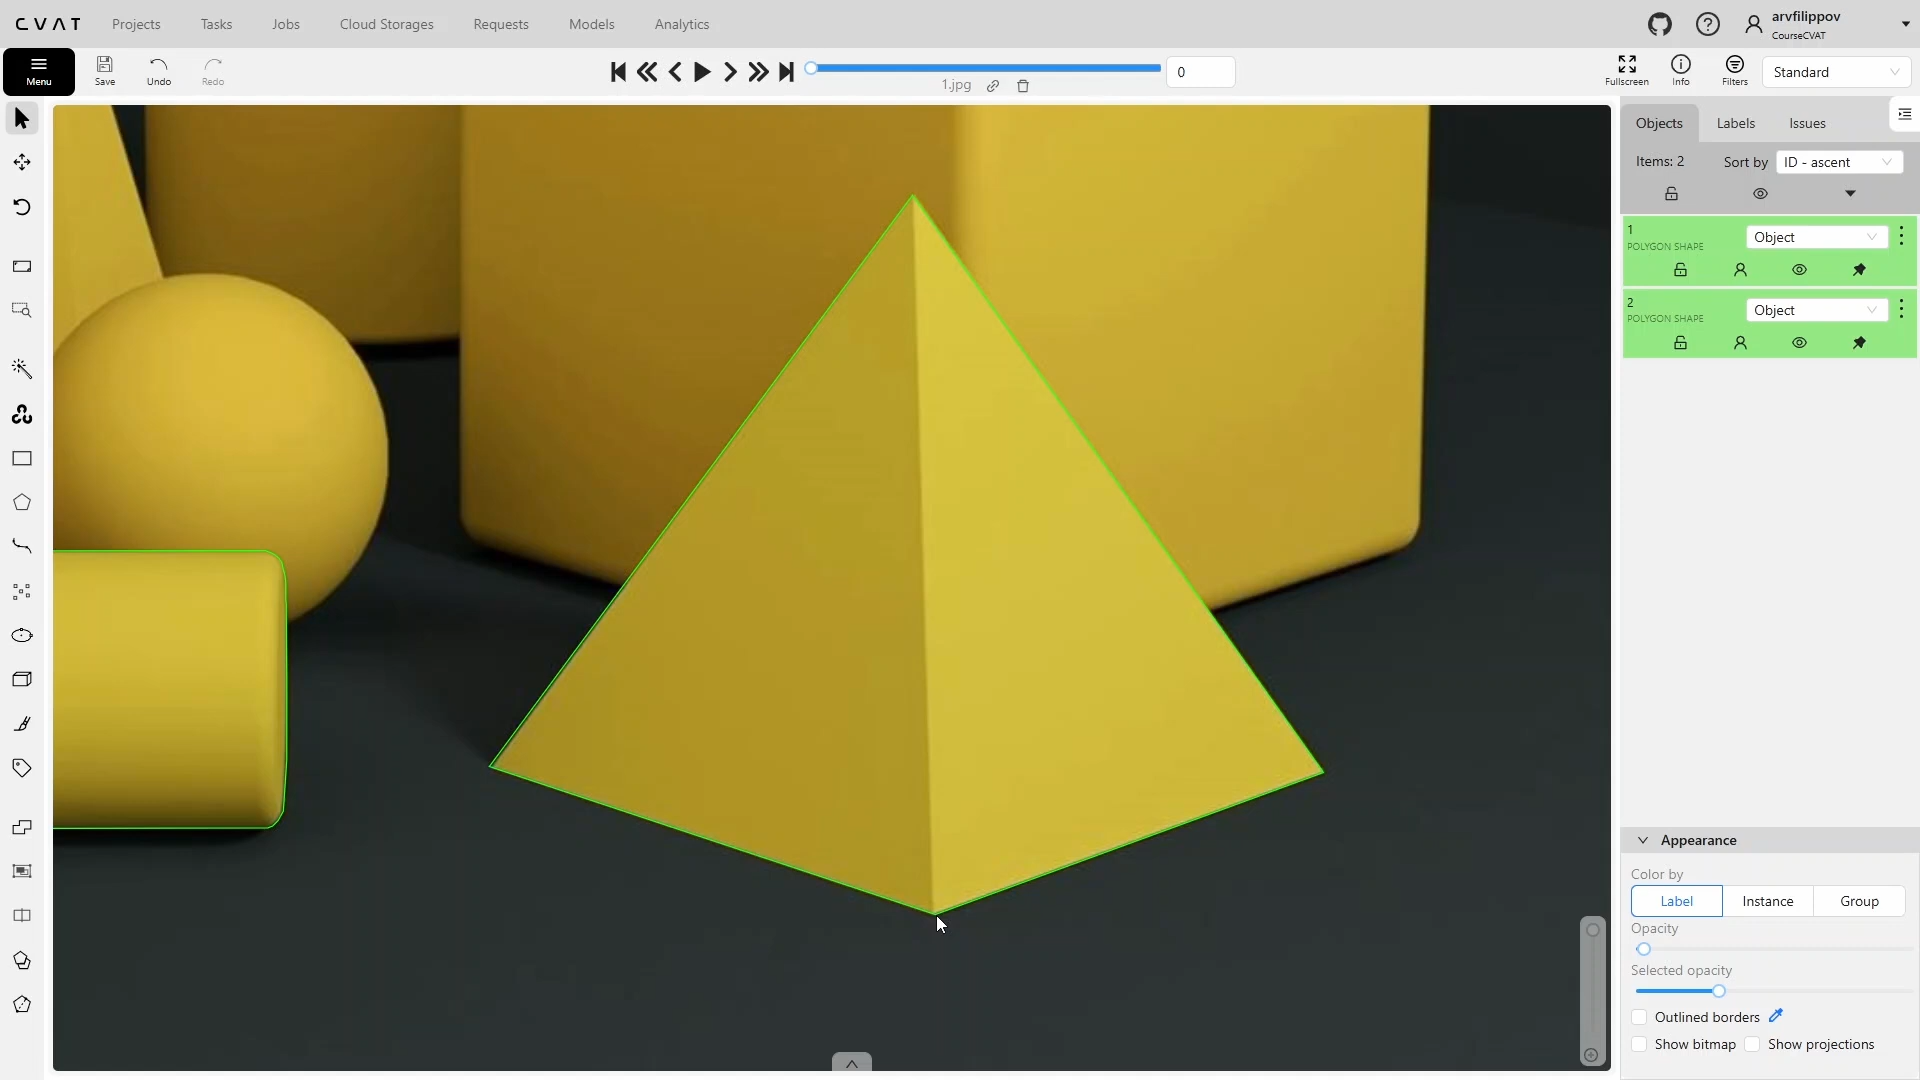 CVAT Projects Tasks Jobs Cloud Storages Requests Models Analytics arvfilippov
CourseCVAT
Menu Save Undo Redo 1.jpg 0 Fullscreen Info Filters Standard
Objects Labels Issues
Items: 2 Sort by ID - ascent
1
POLYGON SHAPE Object
2
POLYGON SHAPE Object
Appearance
Color by
Label Instance Group
Opacity
Selected opacity
Outlined borders
Show bitmap Show projections